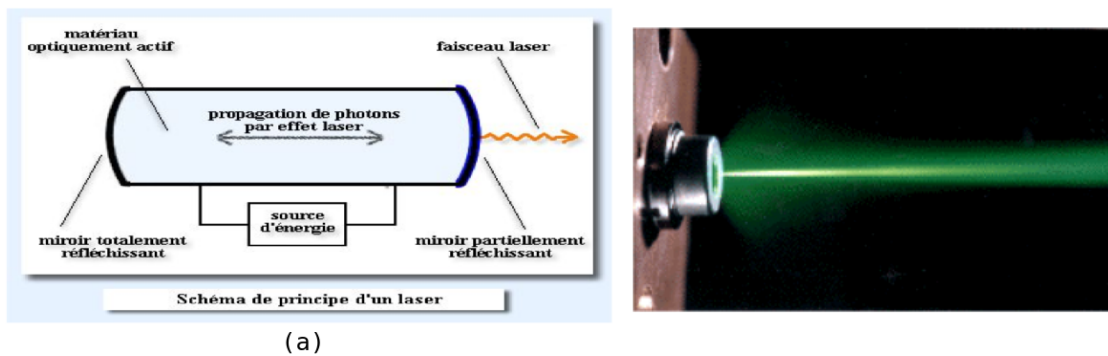 matériau
optiquement actif
faisceau laser
propagation de photons
par effet laser
source
d'énergie
miroir totalement
réfléchissant
miroir partiellement
réfléchissant
Schéma de principe d'un laser
(a)